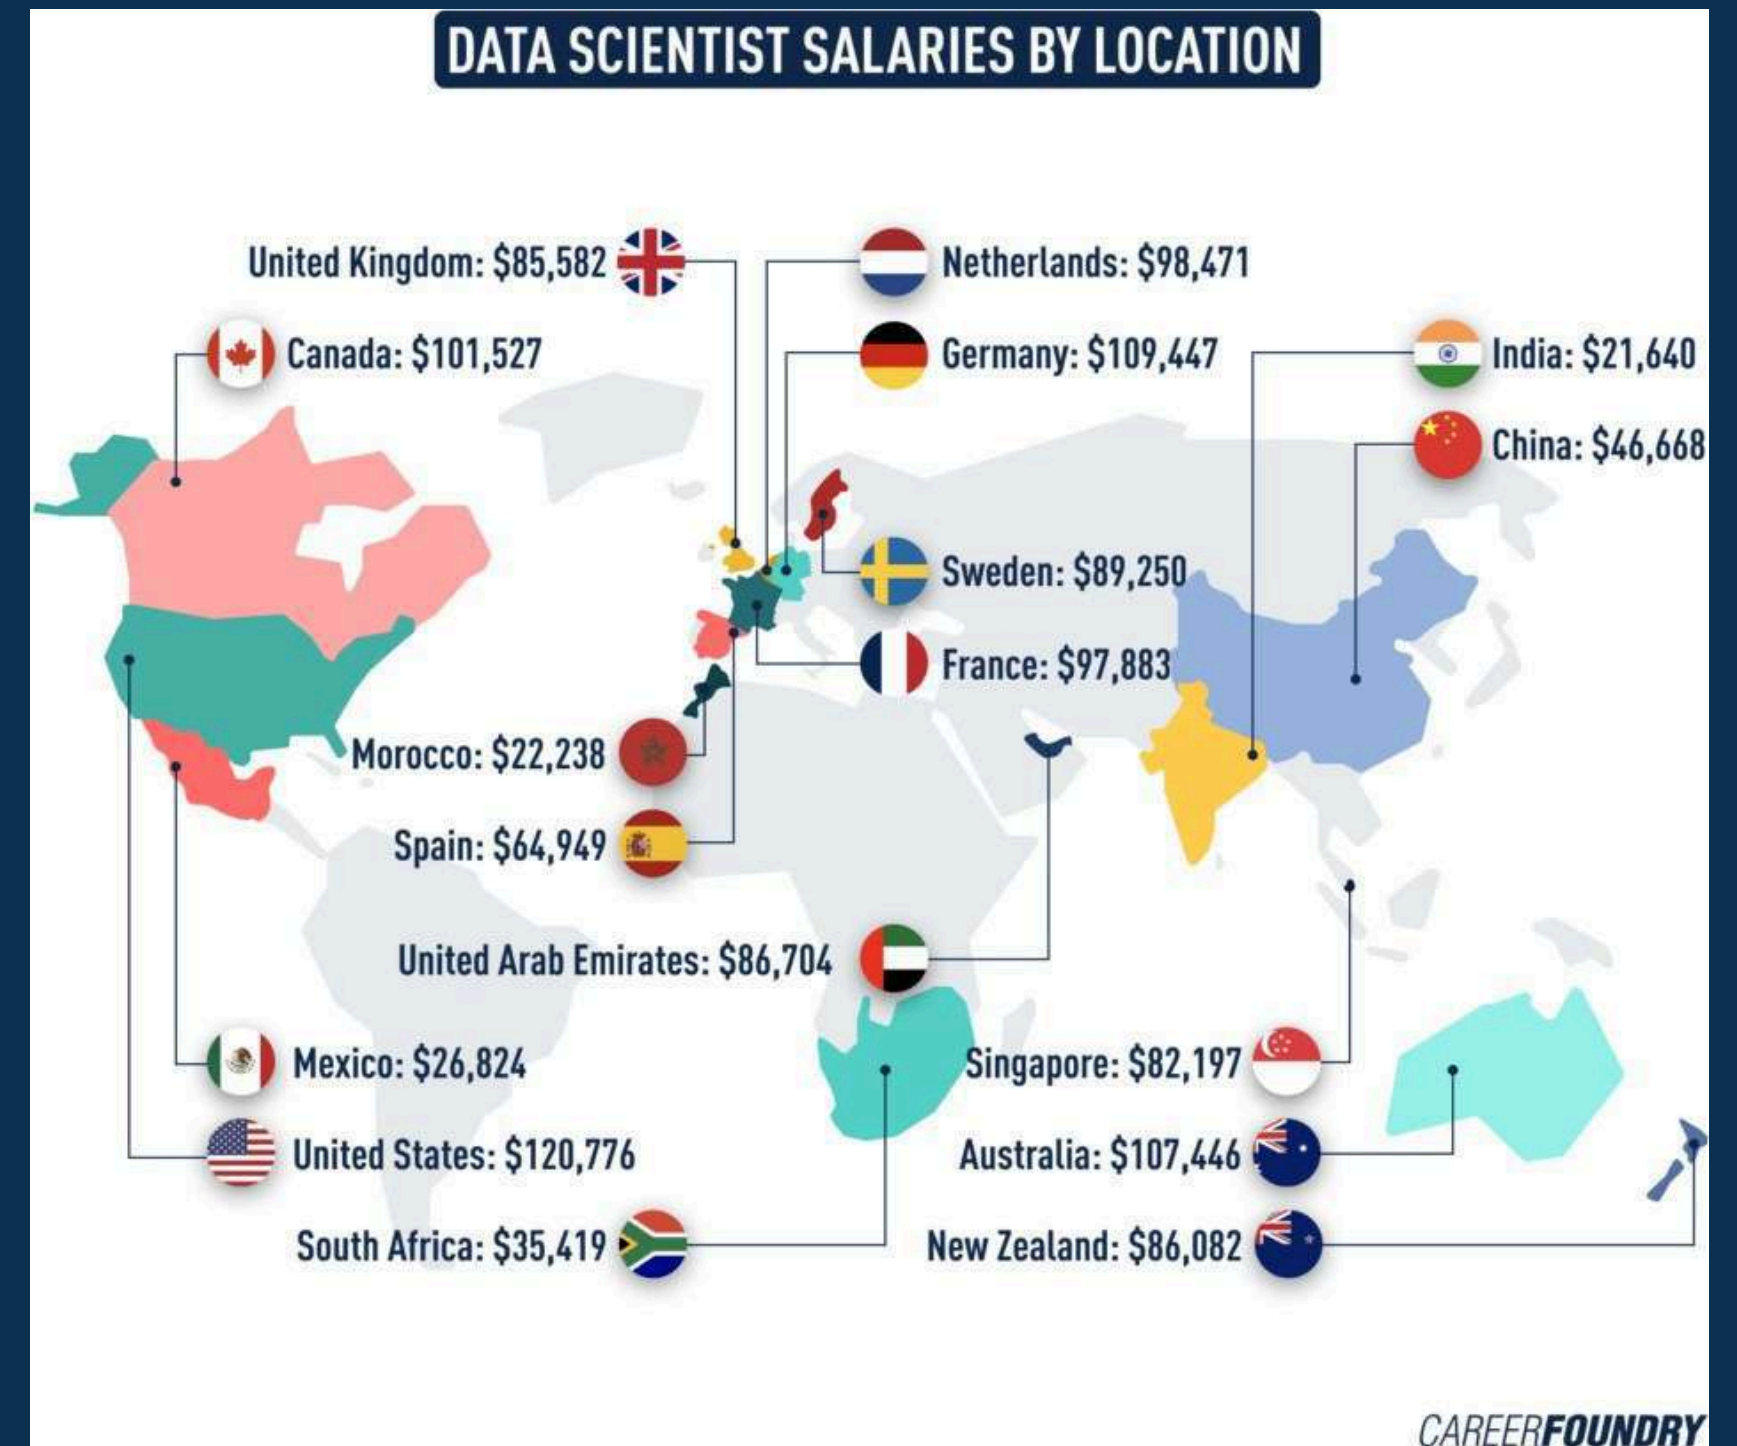 DATA SCIENTIST SALARIES BY LOCATION
United Kingdom: $85,582
Netherlands: $98,471
Canada: $101,527
Germany: $109,447
India: $21,640
China: $46,668
Sweden: $89,250
France: $97,883
Morocco: $22,238
Spain: $64,949
United Arab Emirates: $86,704
Mexico: $26,824
Singapore: $82,197
United States: $120,776
Australia: $107,446
South Africa: $35,419
New Zealand: $86,082
CAREERFOUNDRY